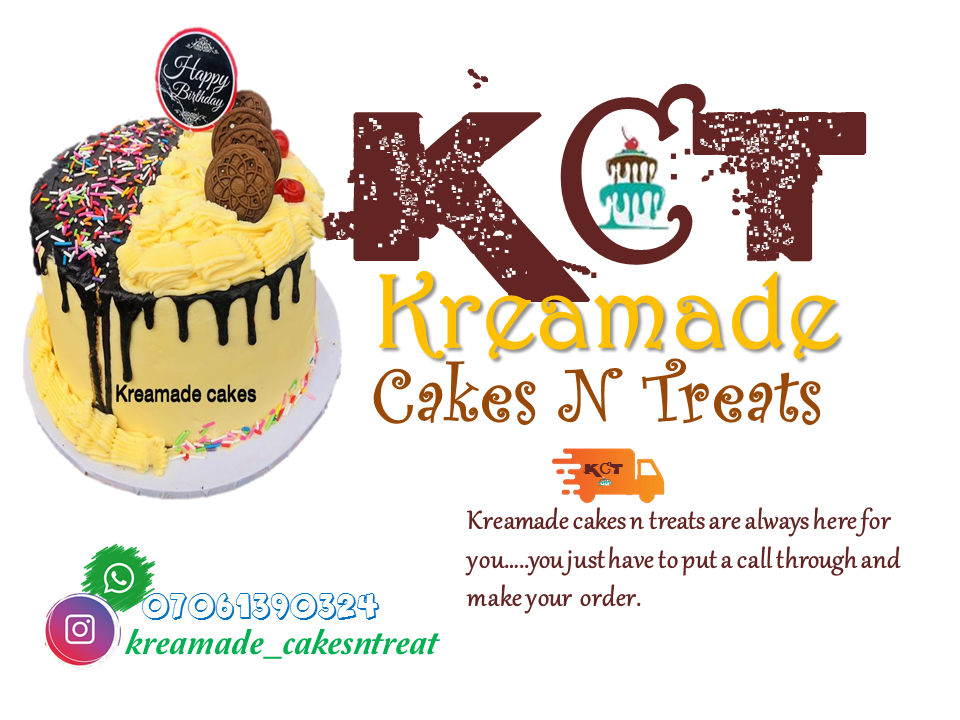 Happy
Birthday
KCT
Kreamade
Cakes N Treats
Kreamade cakes
KCT
Kreamade cakes n treats are always here for
you.....you just have to put a call through and
make your order.
07061390324
kreamade_cakesntreat